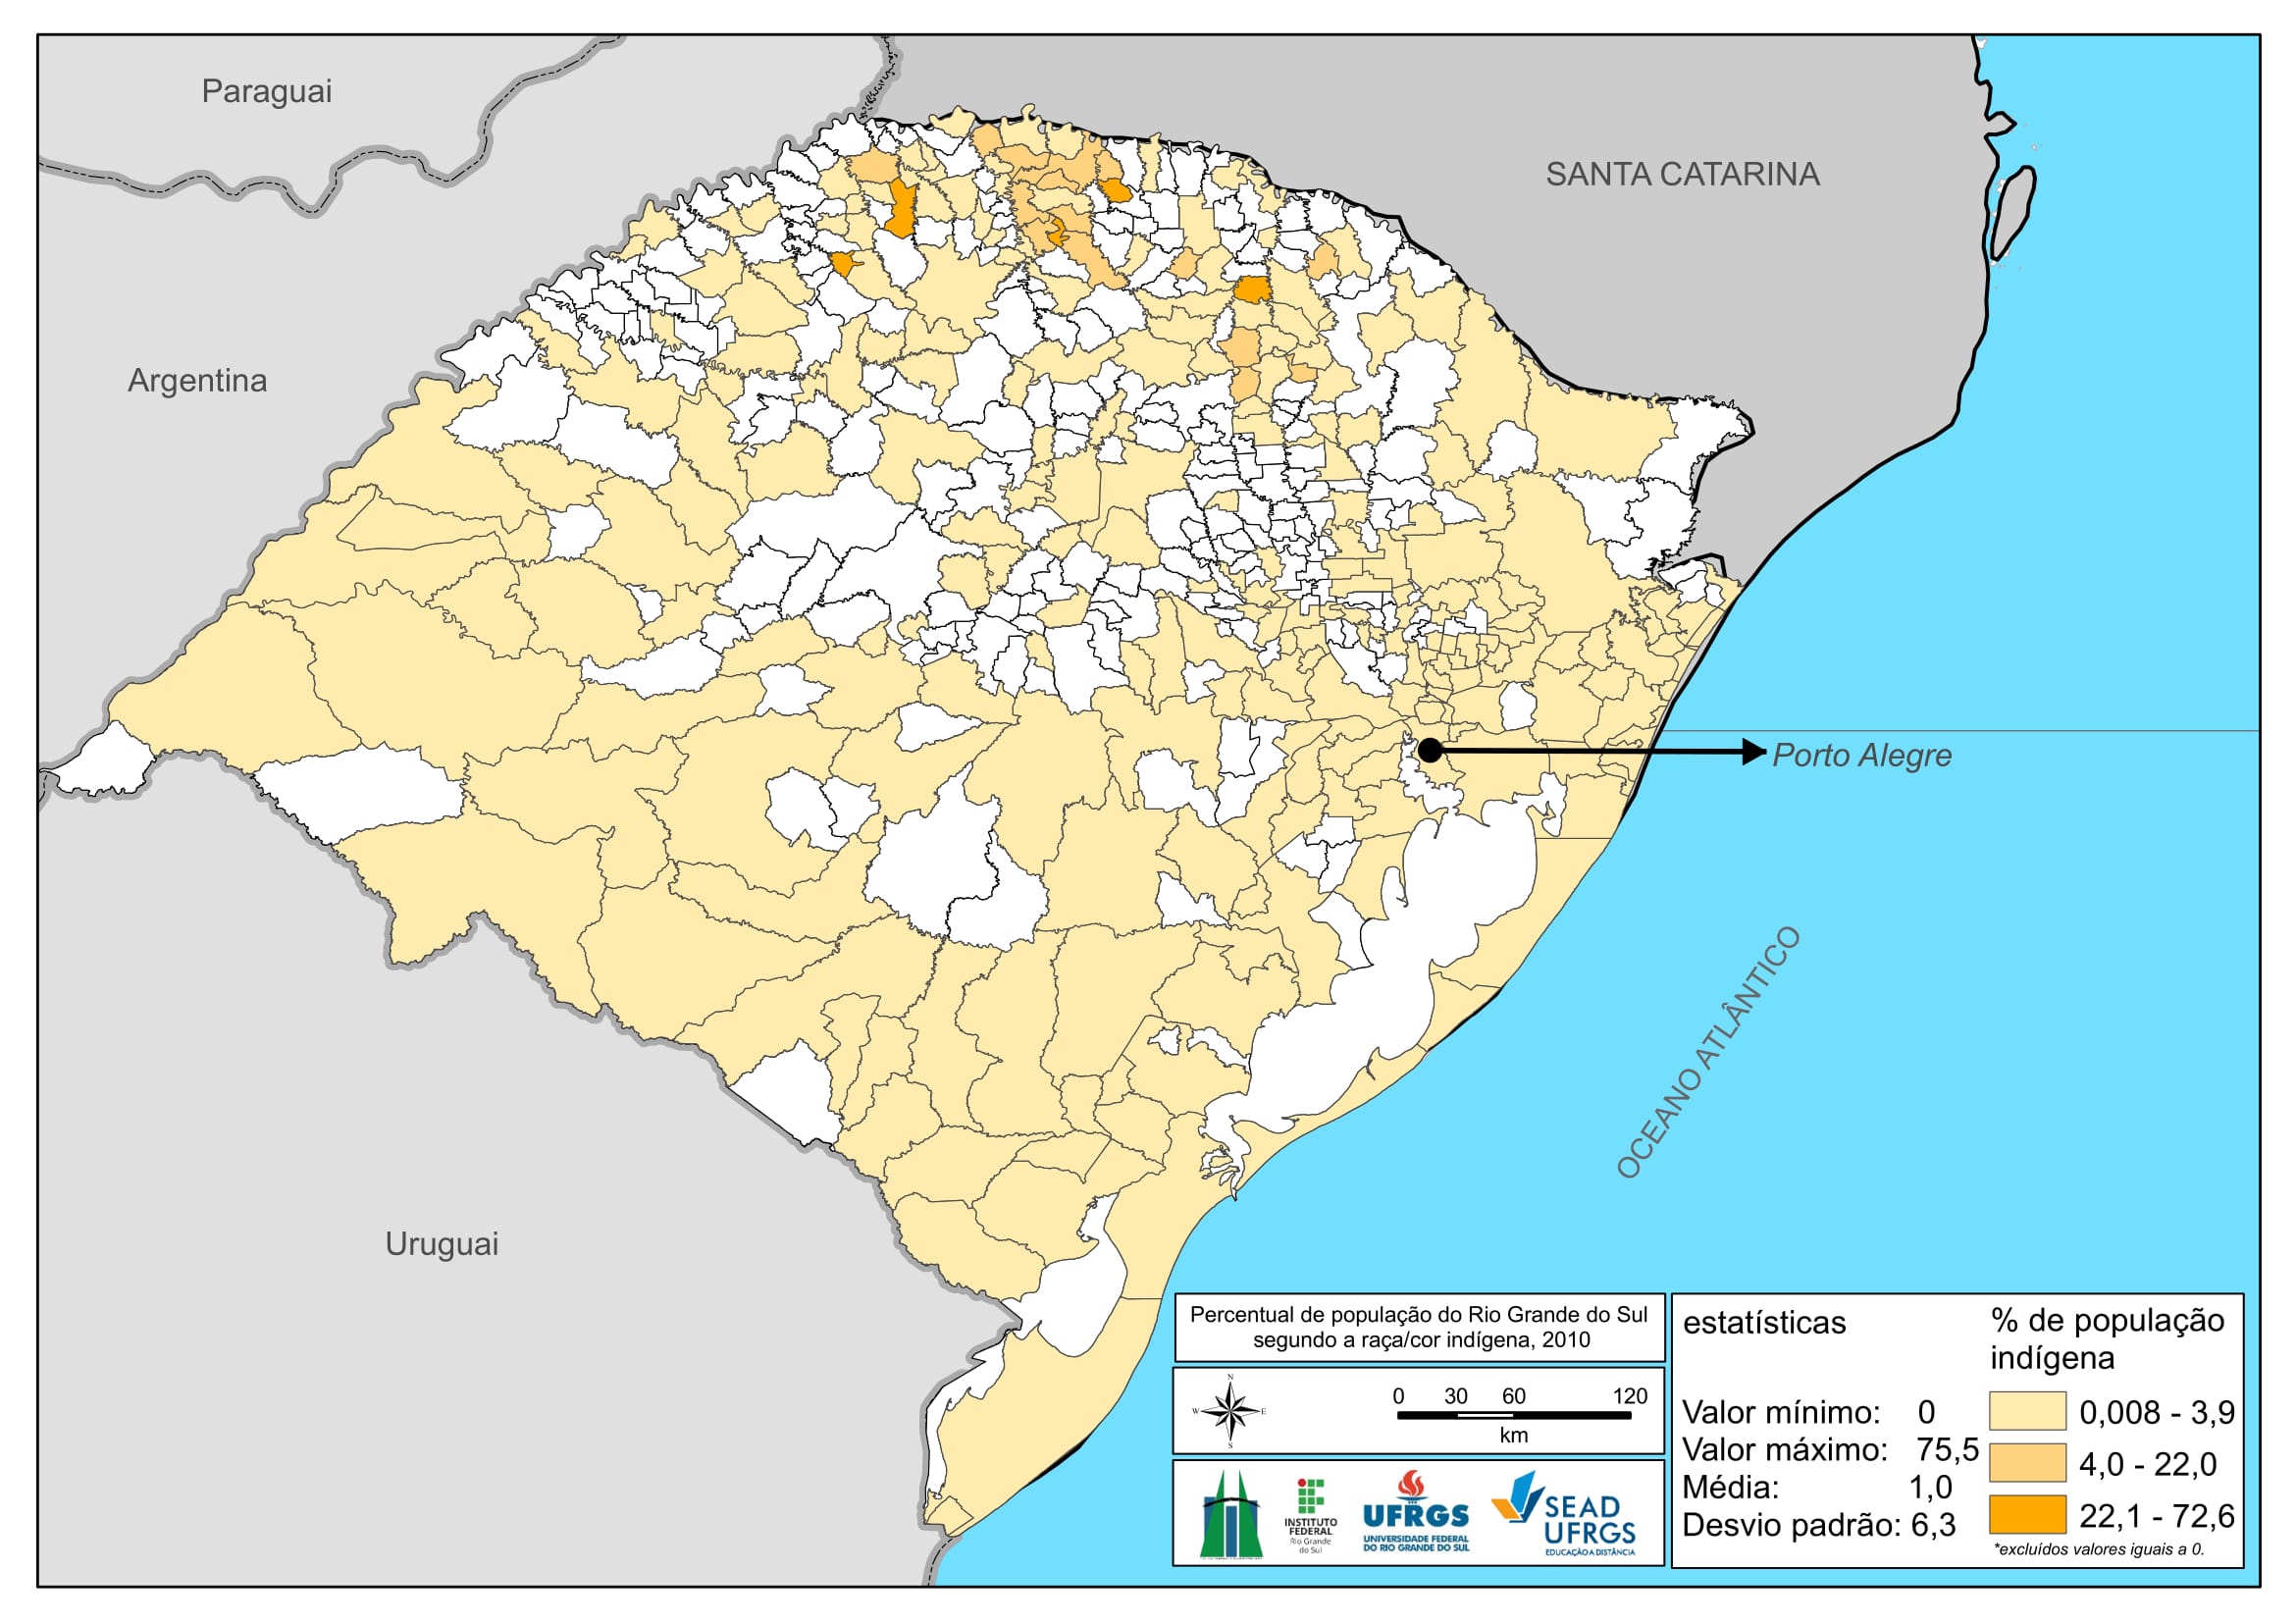 Paraguai
SANTA CATARINA
Argentina
Porto Alegre
OCEANO ATLÂNTICO
Uruguai
Percentual de população do Rio Grande do Sul
segundo a raça/cor indígena, 2010
N
W
E
S
0 30 60 120
km
INSTITUTO
FEDERAL
Rio Grande
do Sul
UFRGS
UNIVERSIDADE FEDERAL
DO RIO GRANDE DO SUL
SEAD
UFRGS
EDUCAÇÃO A DISTÂNCIA
estatísticas
Valor mínimo: 0
Valor máximo: 75,5
Média: 1,0
Desvio padrão: 6,3
% de população
indígena
0,008 - 3,9
4,0 - 22,0
22,1 - 72,6
*excluídos valores iguais a 0.